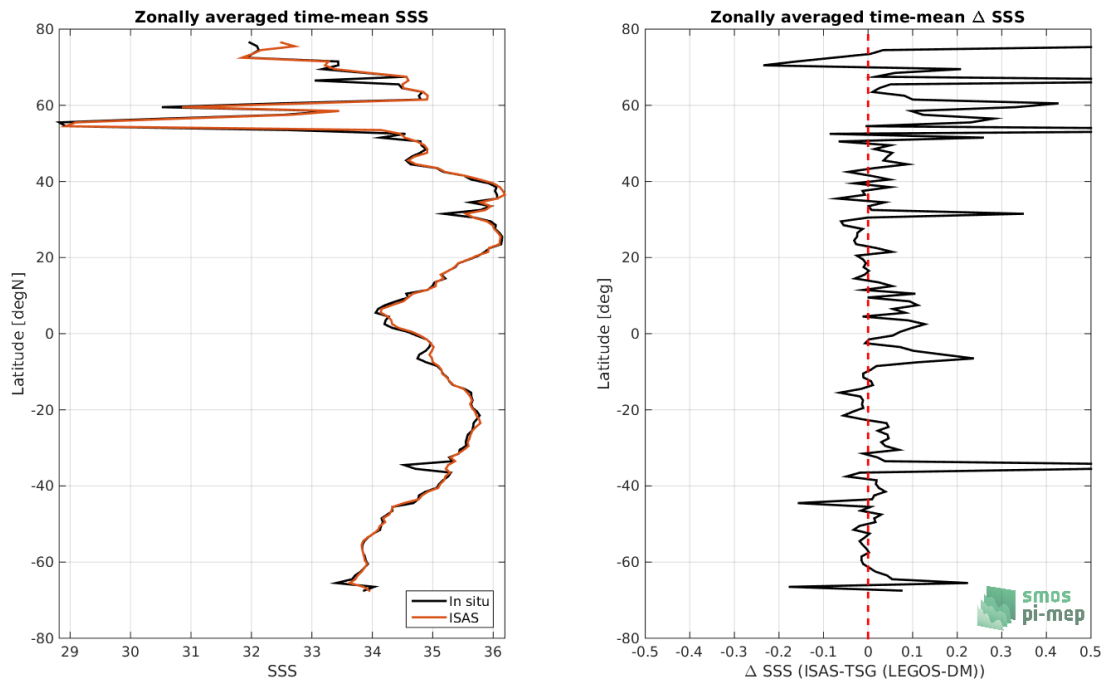 Zonally averaged time-mean SSS
80
60
40
20
0
-20
-40
-60
-80
Latitude [degN]
In situ
ISAS
29 30 31 32 33 34 35 36
SSS
Zonally averaged time-mean Δ SSS
80
60
40
20
0
-20
-40
-60
-80
Latitude [deg]
smos
pi-mep
-0.5 -0.4 -0.3 -0.2 -0.1 0 0.1 0.2 0.3 0.4 0.5
Δ SSS (ISAS-TSG (LEGOS-DM))